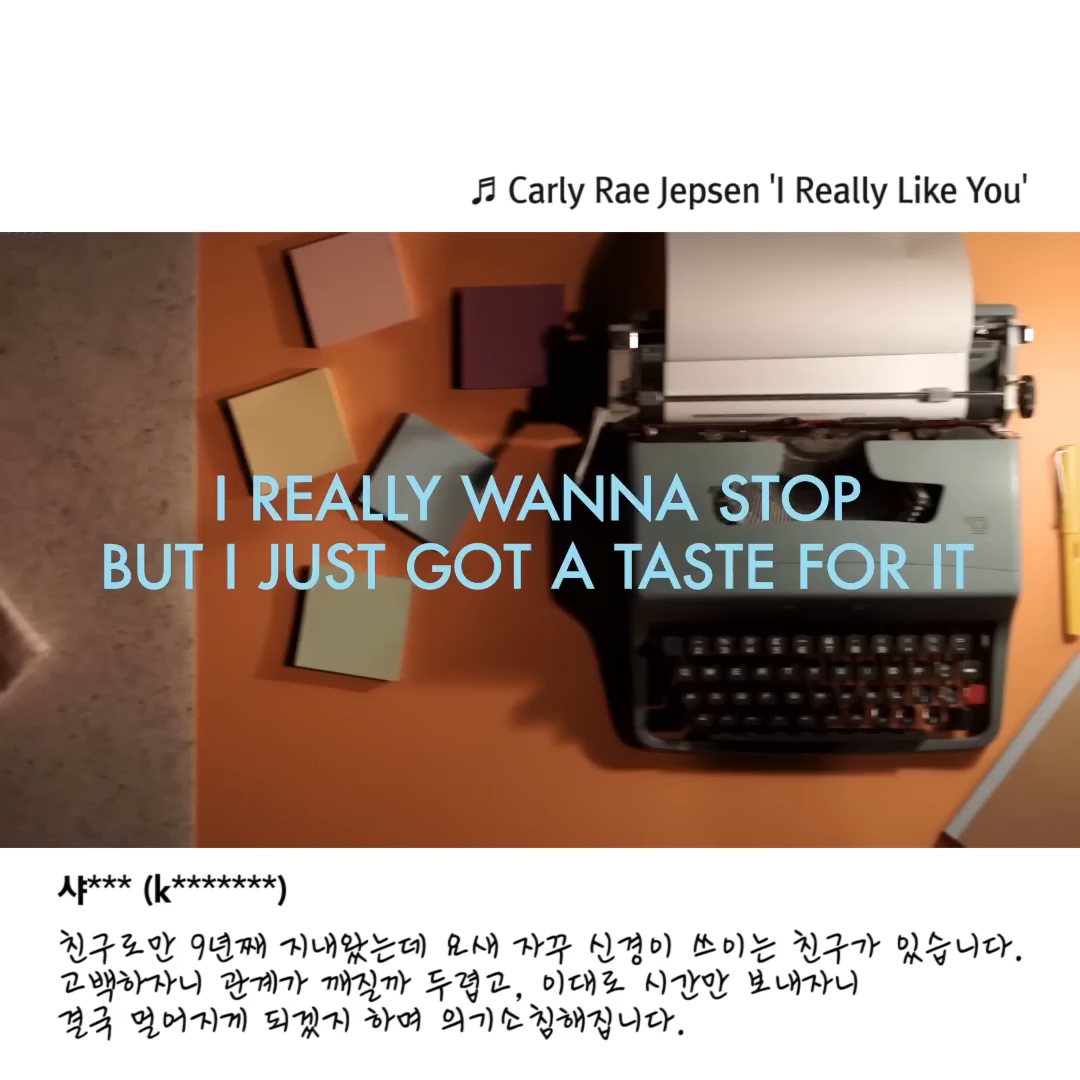 ♬ Carly Rae Jepsen 'I Really Like You'
I REALLY WANNA STOP
BUT I JUST GOT A TASTE FOR IT
샤*** (k*******)
친구로만 9년째 지내왔는데 요새 자꾸 신경이 쓰이는 친구가 있습니다.
고백하자니 관계가 깨질까 두렵고, 이대로 시간만 보내자니
결국 멀어지게 되겠지 하며 의기소침해집니다.